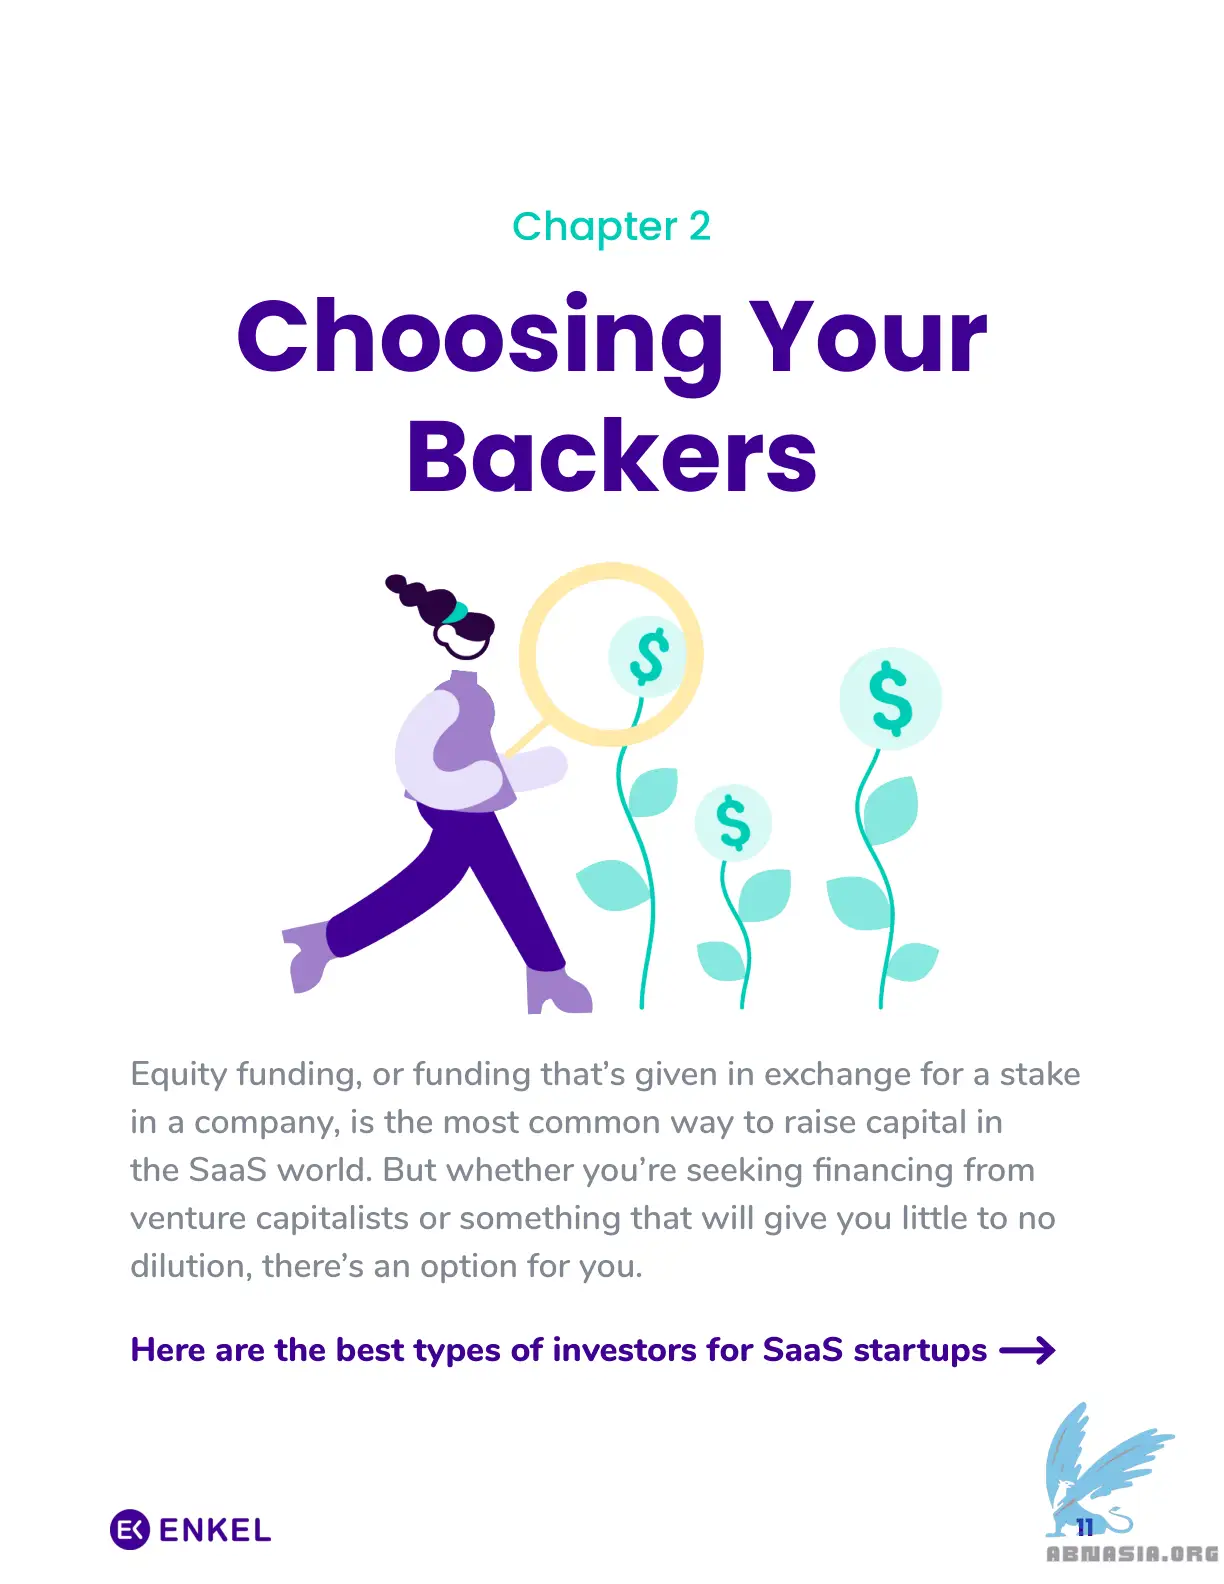 Chapter 2
Choosing Your
Backers
$
$
$
Equity funding, or funding that’s given in exchange for a stake
in a company, is the most common way to raise capital in
the SaaS world. But whether you’re seeking financing from
venture capitalists or something that will give you little to no
dilution, there’s an option for you.
Here are the best types of investors for SaaS startups
EK ENKEL
11
ABNASIA.ORG